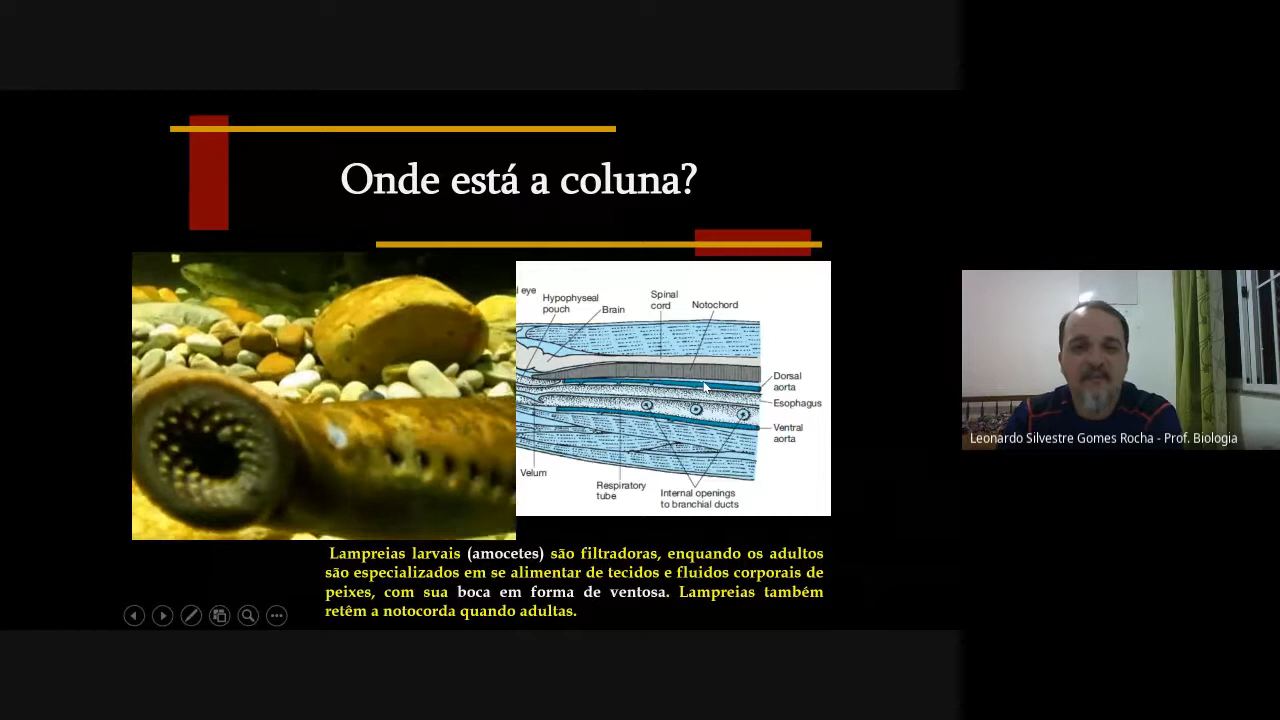 Onde está a coluna?
l eye
Hypophyseal
pouch
Brain
Spinal
cord
Notochord
Dorsal
aorta
Esophagus
Ventral
aorta
Velum
Respiratory
tube
Internal openings
to branchial ducts
Leonardo Silvestre Gomes Rocha - Prof. Biologia
Lampreias larvais (amocetes) são filtradoras, enquando os adultos
são especializados em se alimentar de tecidos e fluidos corporais de
peixes, com sua boca em forma de ventosa. Lampreias também
retêm a notocorda quando adultas.